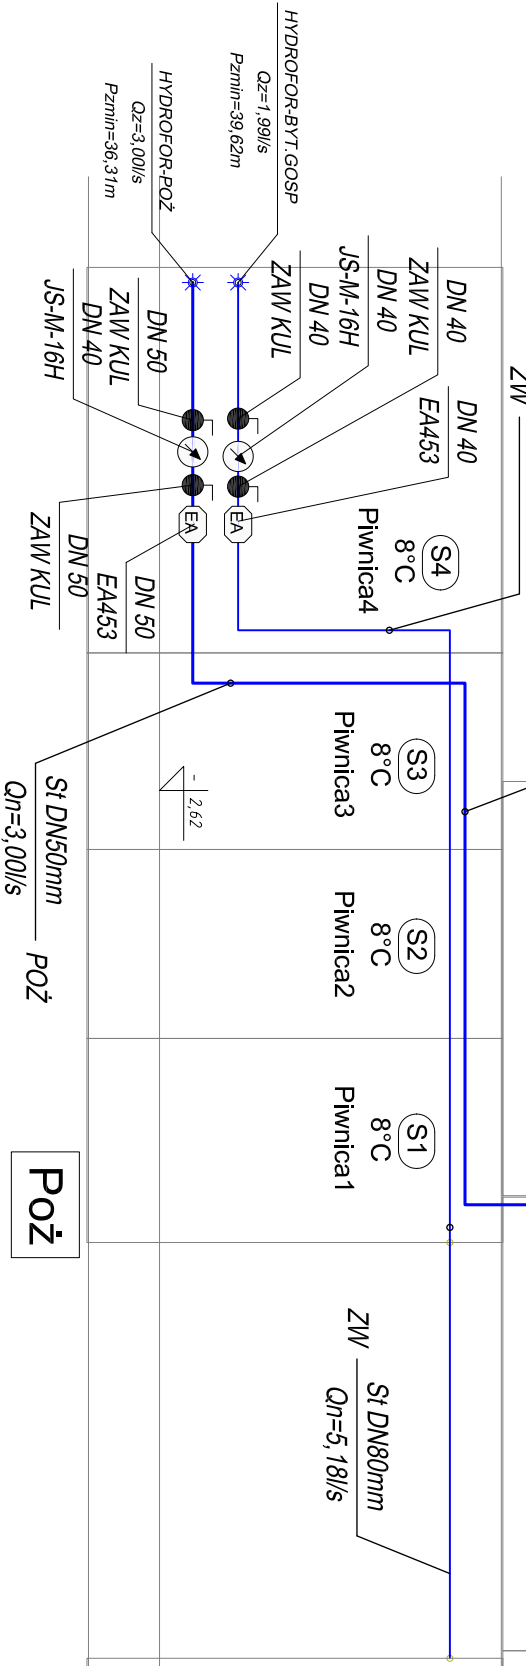 HYDROFOR-BYT.GOSP
Qz=1,99l/s
Pzmin=39,62m
HYDROFOR-POŻ
Qz=3,00l/s
Pzmin=36,31m
DN 40
ZAW KUL
DN 40
JS-M-16H
DN 40
ZAW KUL
DN 40
EA453
ZW
DN 50
ZAW KUL
DN 40
JS-M-16H
DN 50
ZAW KUL
DN 50
EA453
EA
EA
S4
8°C
Piwnica4
S3
8°C
Piwnica3
S2
8°C
Piwnica2
S1
8°C
Piwnica1
- 2,62
St DN50mm
Qn=3,00l/s
POŻ
Poż
ZW
St DN80mm
Qn=5,18l/s